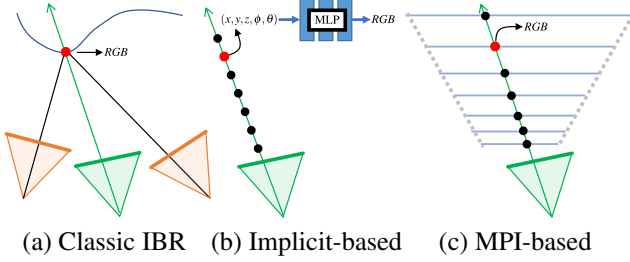 RGB
(x, y, z, ϕ, θ)
MLP
RGB
RGB
(a) Classic IBR
(b) Implicit-based
(c) MPI-based